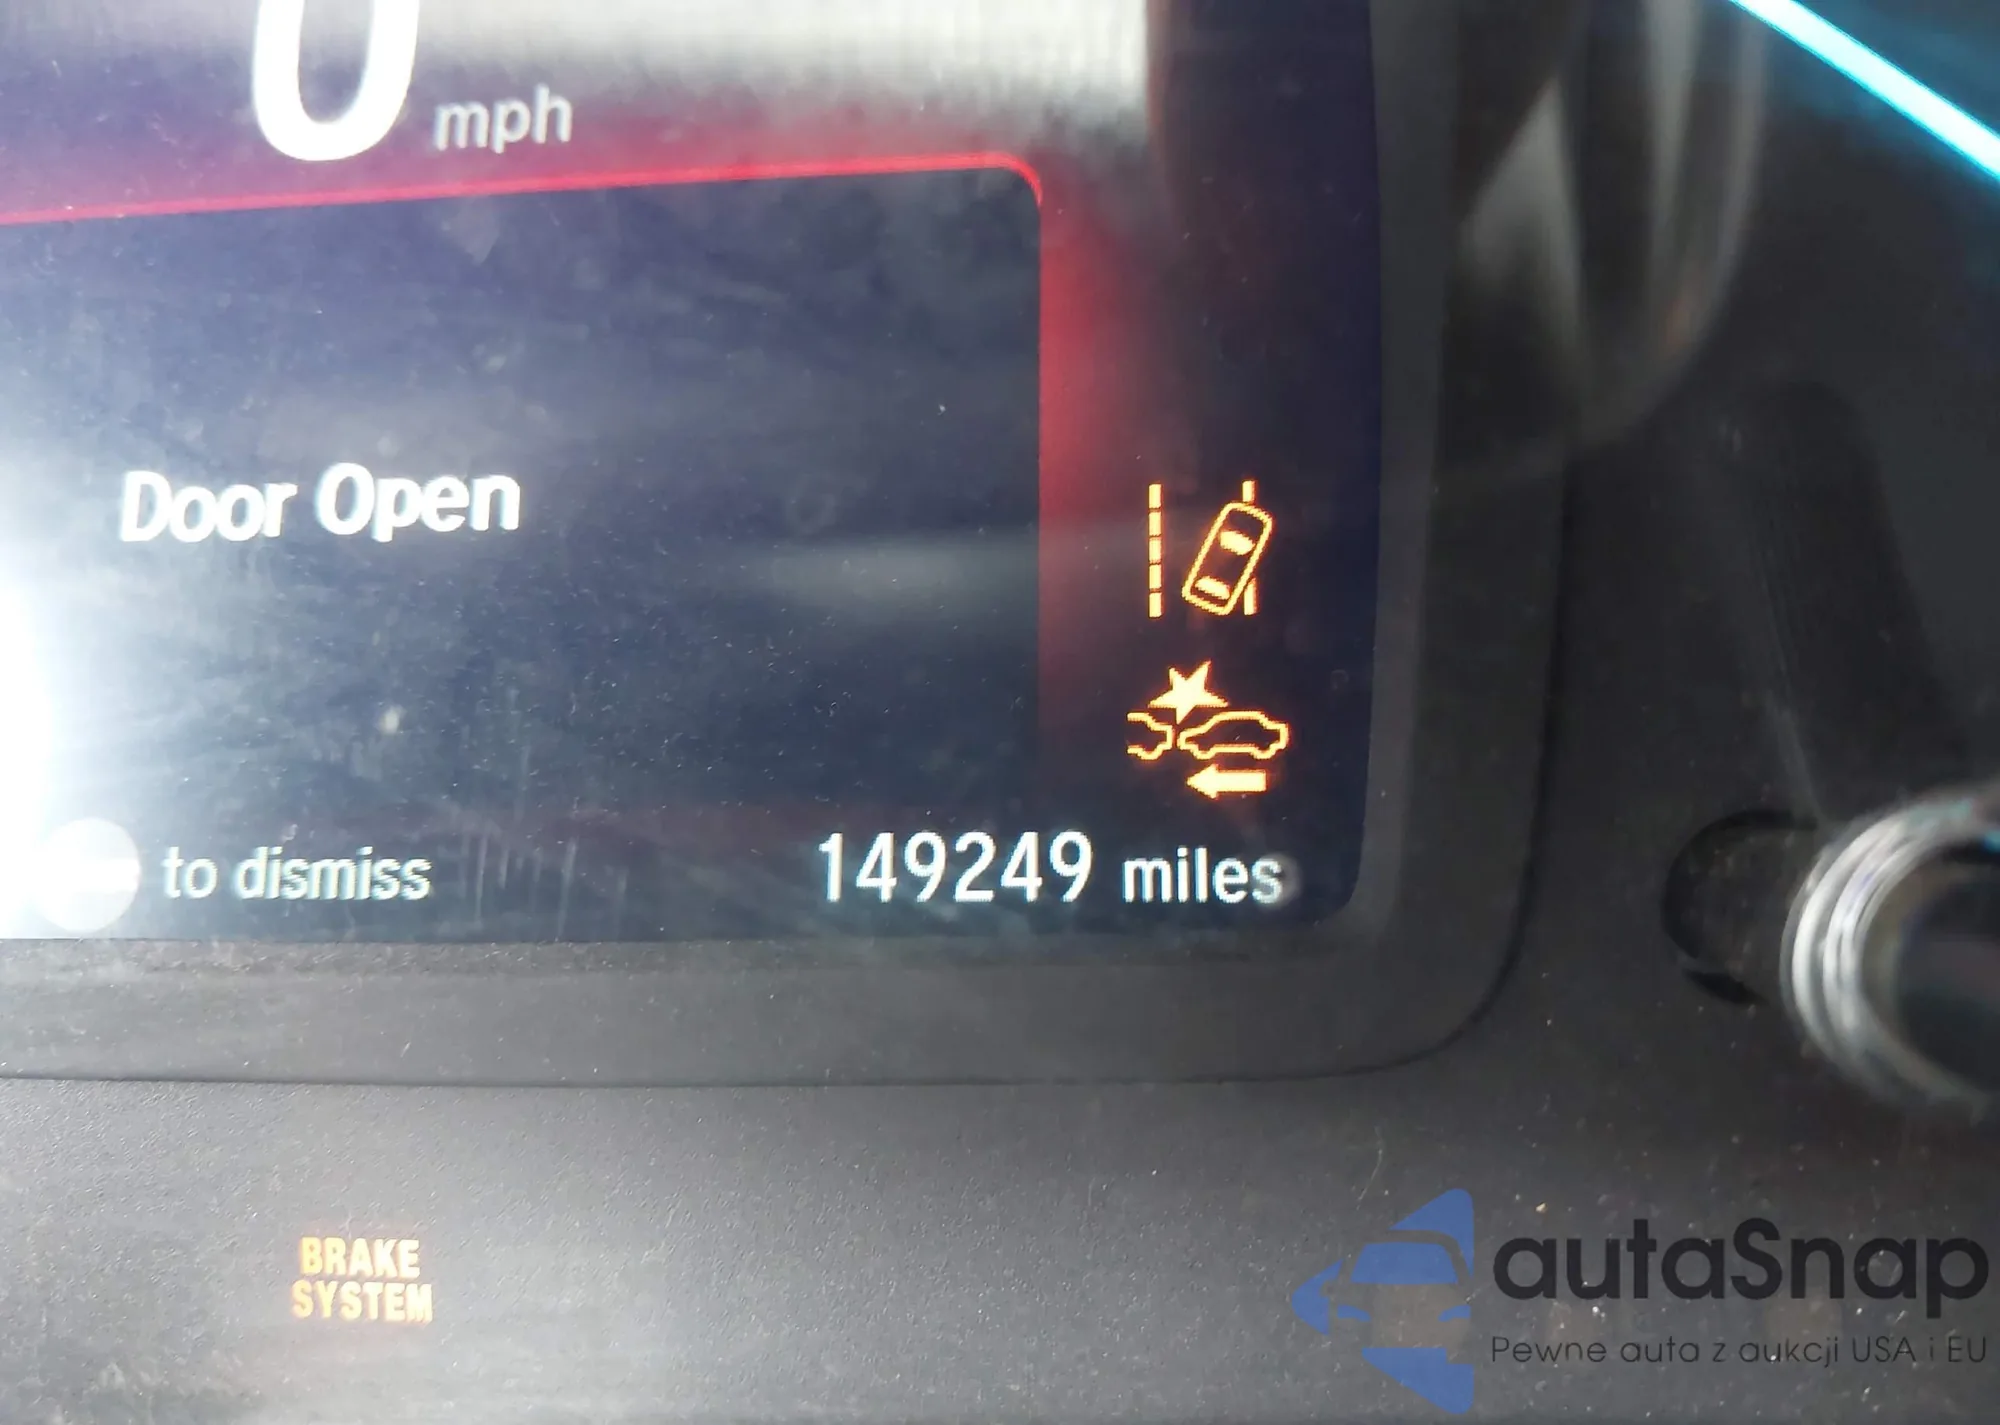 0 mph
Door Open
to dismiss
149249 miles
BRAKE
SYSTEM
autaSnap
Pewne auta z aukcji USA i EU